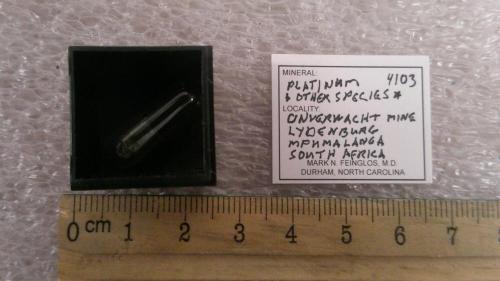 MINERAL:
PLATINUM 4103
& OTHER SPECIES *
LOCALITY:
ONVERWACHT MINE
LYDENBURG
MPUMALANGA
SOUTH AFRICA
MARK N. FEINGLOS, M.D.
DURHAM, NORTH CAROLINA
0 cm 1 2 3 4 5 6 7